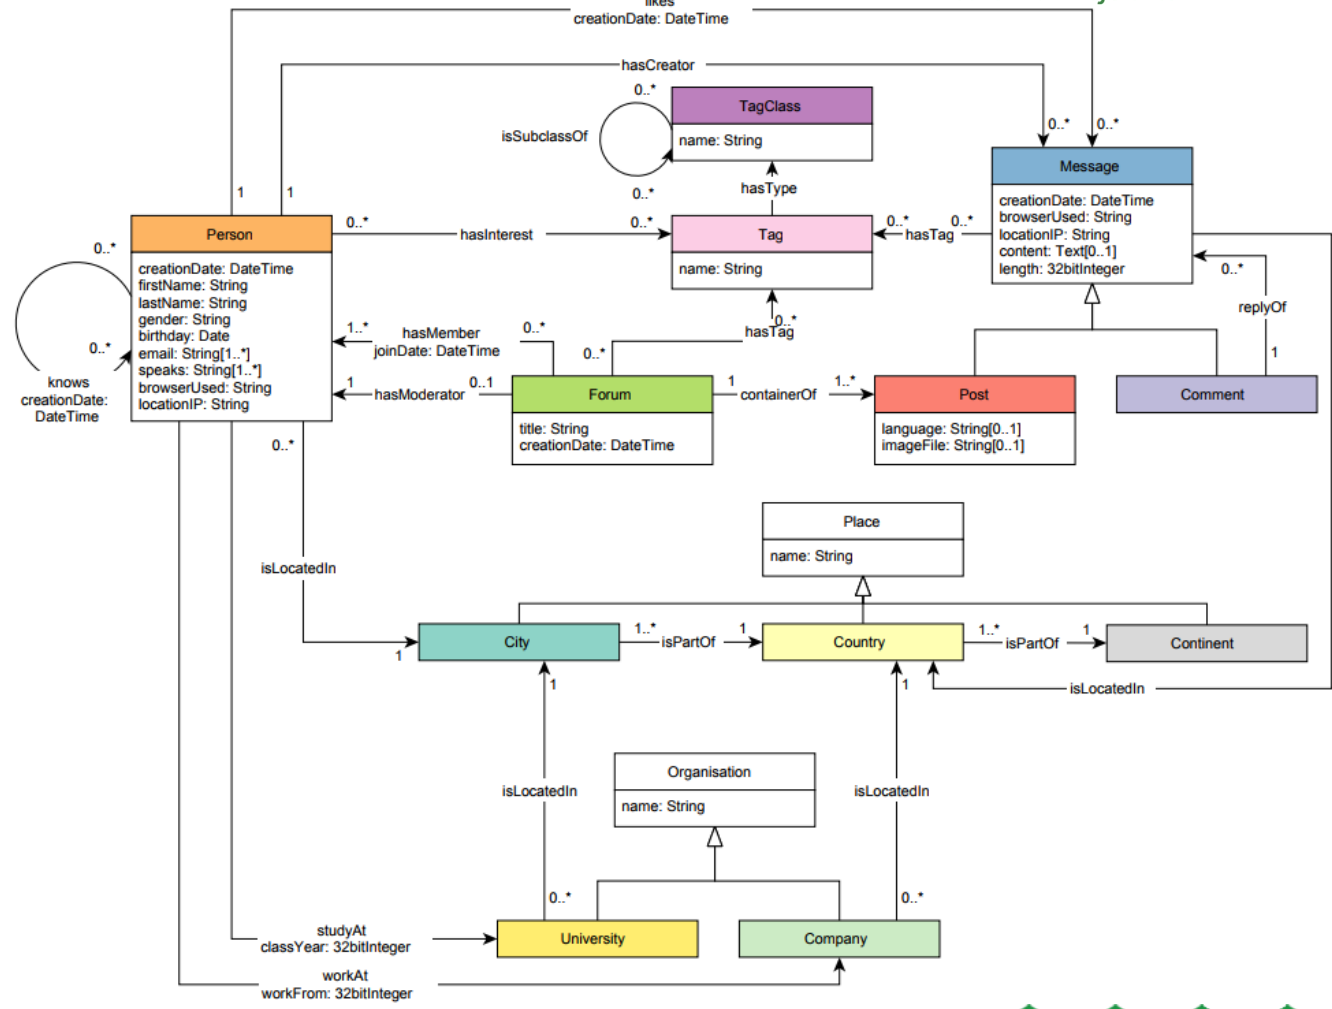 likes
creationDate: DateTime
hasCreator
0..*
TagClass
name: String
isSubclassOf
0..*
0..*
0..*
hasType
Message
creationDate: DateTime
browserUsed: String
locationIP: String
content: Text[0..1]
length: 32bitInteger
1
1
Person
creationDate: DateTime
firstName: String
lastName: String
gender: String
birthday: Date
email: String[1..*]
speaks: String[1..*]
browserUsed: String
locationIP: String
0..*
hasInterest
0..*
Tag
name: String
0..*
hasTag
0..*
0..*
0..*
knows
creationDate:
DateTime
0..*
replyOf
1
1..*
hasMember
joinDate: DateTime
0..*
0..*
hasTag
0..*
1
hasModerator
0..1
Forum
title: String
creationDate: DateTime
1
containerOf
1..*
Post
language: String[0..1]
imageFile: String[0..1]
Comment
0..*
isLocatedIn
1
Place
name: String
City
1..*
isPartOf
1
Country
1..*
isPartOf
1
Continent
isLocatedIn
1
1
Organisation
name: String
isLocatedIn
isLocatedIn
0..*
0..*
studyAt
classYear: 32bitInteger
University
Company
workAt
workFrom: 32bitInteger